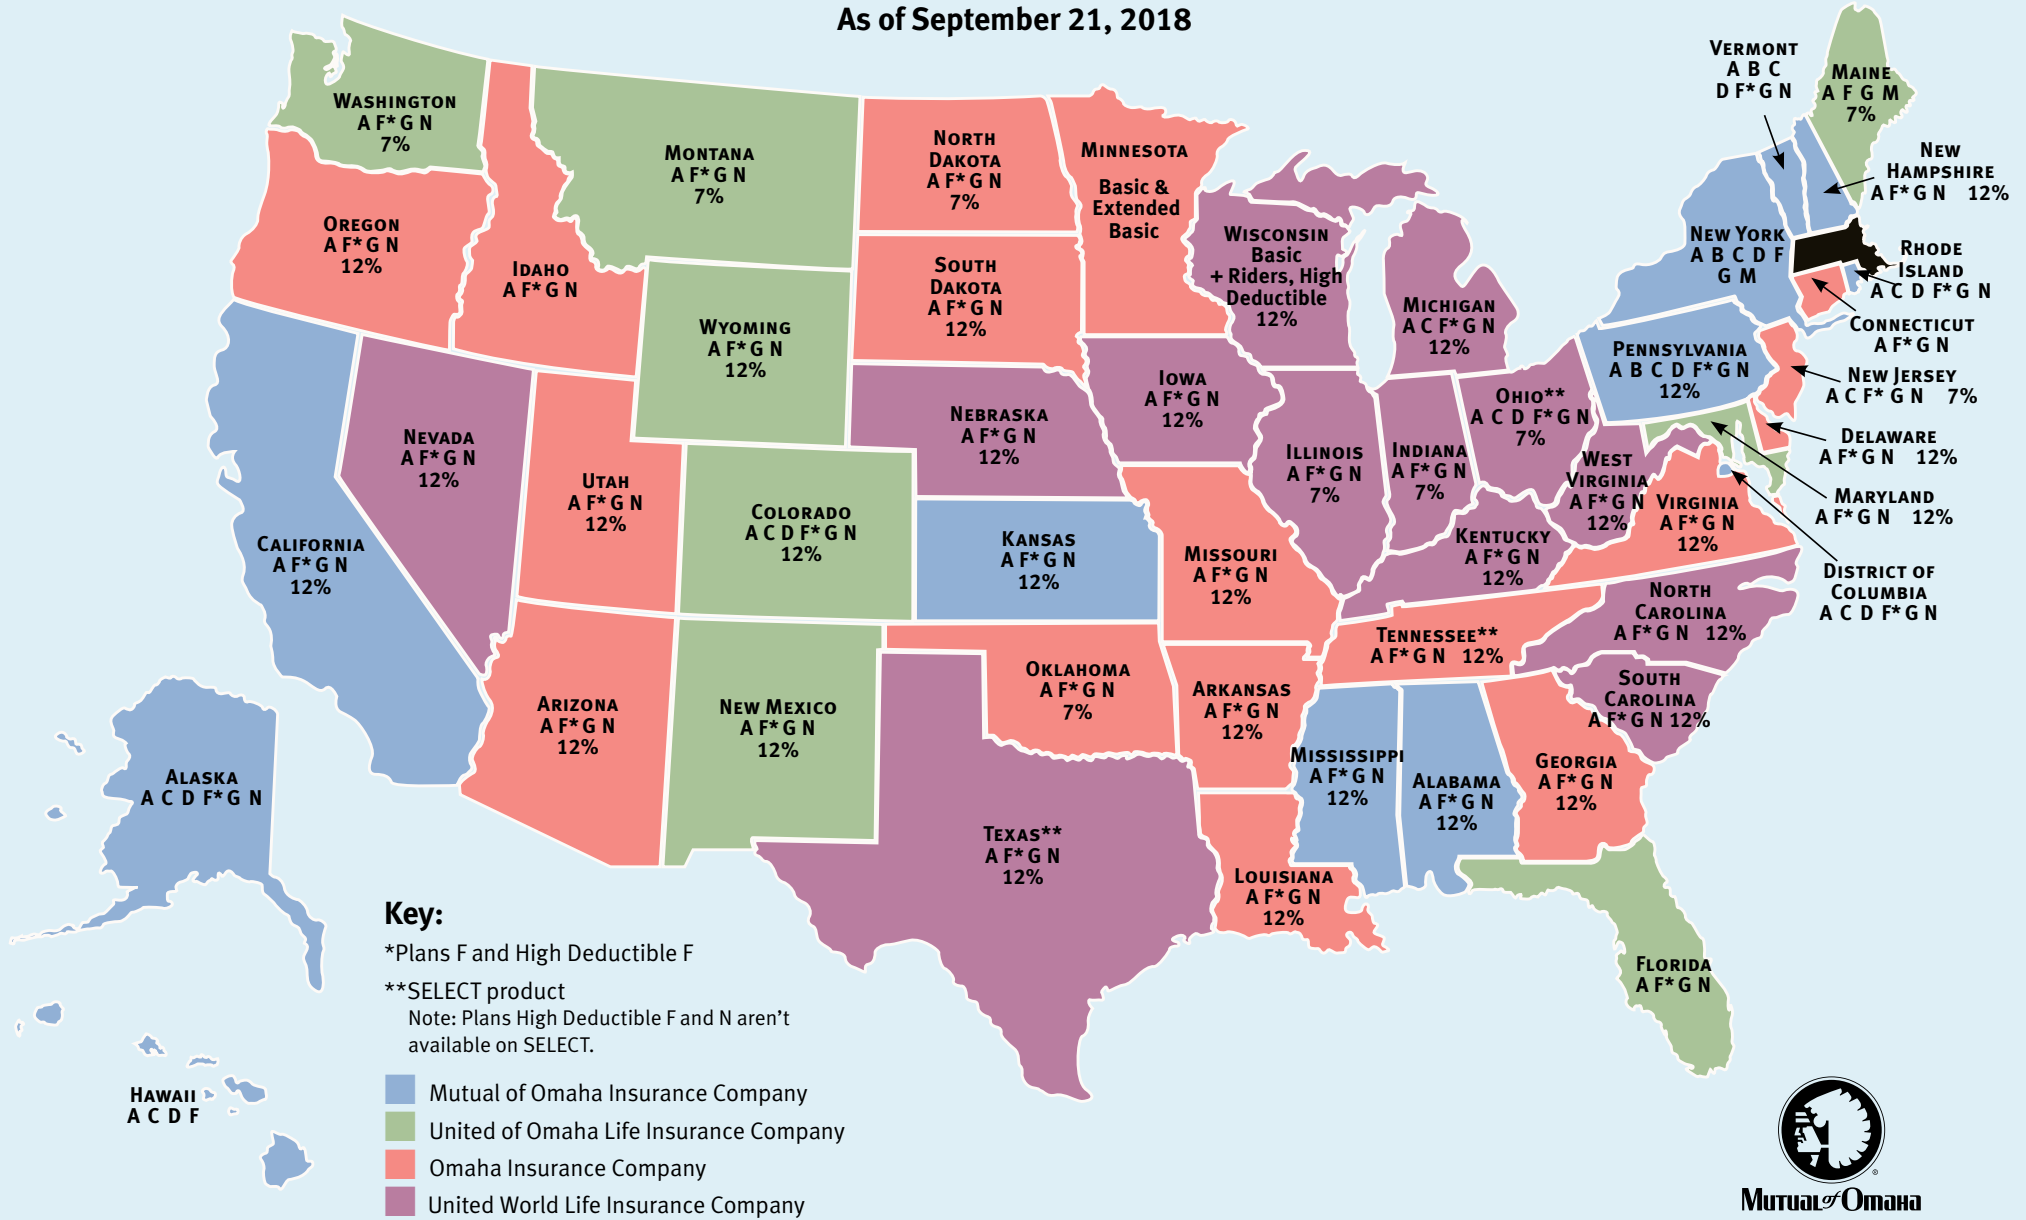 As of September 21, 2018
WASHINGTON
A F* G N
7%
OREGON
A F* G N
12%
IDAHO
A F* G N
MONTANA
A F* G N
7%
NORTH
DAKOTA
A F* G N
7%
MINNESOTA
Basic &
Extended
Basic
SOUTH
DAKOTA
A F* G N
12%
WYOMING
A F* G N
12%
WISCONSIN
Basic
+ Riders, High
Deductible
12%
MICHIGAN
A C F* G N
12%
VERMONT
A B C
D F* G N
MAINE
A F G M
7%
NEW
HAMPSHIRE
A F* G N 12%
NEW YORK
A B C D F
G M
RHODE
ISLAND
A C D F* G N
CONNECTICUT
A F* G N
PENNSYLVANIA
A B C D F* G N
12%
NEW JERSEY
A C F* G N 7%
DELAWARE
A F* G N 12%
MARYLAND
A F* G N 12%
DISTRICT OF
COLUMBIA
A C D F* G N
NEVADA
A F* G N
12%
UTAH
A F* G N
12%
COLORADO
A C D F* G N
12%
NEBRASKA
A F* G N
12%
IOWA
A F* G N
12%
ILLINOIS
A F* G N
7%
INDIANA
A F* G N
7%
OHIO**
A C D F* G N
7%
WEST
VIRGINIA
A F* G N
12%
VIRGINIA
A F* G N
12%
CALIFORNIA
A F* G N
12%
KANSAS
A F* G N
12%
MISSOURI
A F* G N
12%
KENTUCKY
A F* G N
12%
NORTH
CAROLINA
A F* G N 12%
TENNESSEE**
A F* G N 12%
SOUTH
CAROLINA
A F* G N 12%
ARIZONA
A F* G N
12%
NEW MEXICO
A F* G N
12%
OKLAHOMA
A F* G N
7%
ARKANSAS
A F* G N
12%
MISSISSIPPI
A F* G N
12%
ALABAMA
A F* G N
12%
GEORGIA
A F* G N
12%
TEXAS**
A F* G N
12%
LOUISIANA
A F* G N
12%
FLORIDA
A F* G N
ALASKA
A C D F* G N
HAWAII
A C D F
Key:
*Plans F and High Deductible F
**SELECT product
Note: Plans High Deductible F and N aren't
available on SELECT.
Mutual of Omaha Insurance Company
United of Omaha Life Insurance Company
Omaha Insurance Company
United World Life Insurance Company
®
MUTUAL of OMAHA